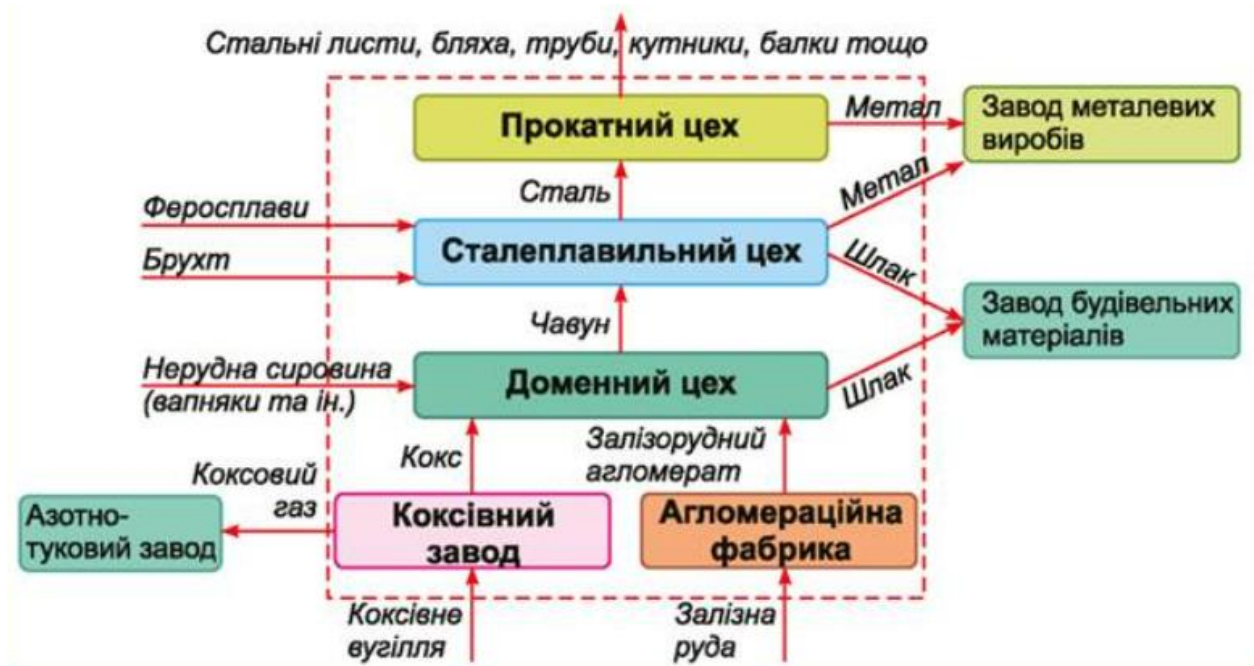 Стальні листи, бляха, труби, кутники, балки тощо
Прокатний цех
Метал
Завод металевих
виробів
Сталь
Метал
Феросплави
Брухт
Сталеплавильний цех
Шлак
Завод будівельних
матеріалів
Чавун
Нерудна сировина
(вапняки та ін.)
Доменний цех
Шлак
Кокс
Залізорудний
агломерат
Коксовий
газ
Азотно-
туковий завод
Коксівний
завод
Агломераційна
фабрика
Коксівне
вугілля
Залізна
руда